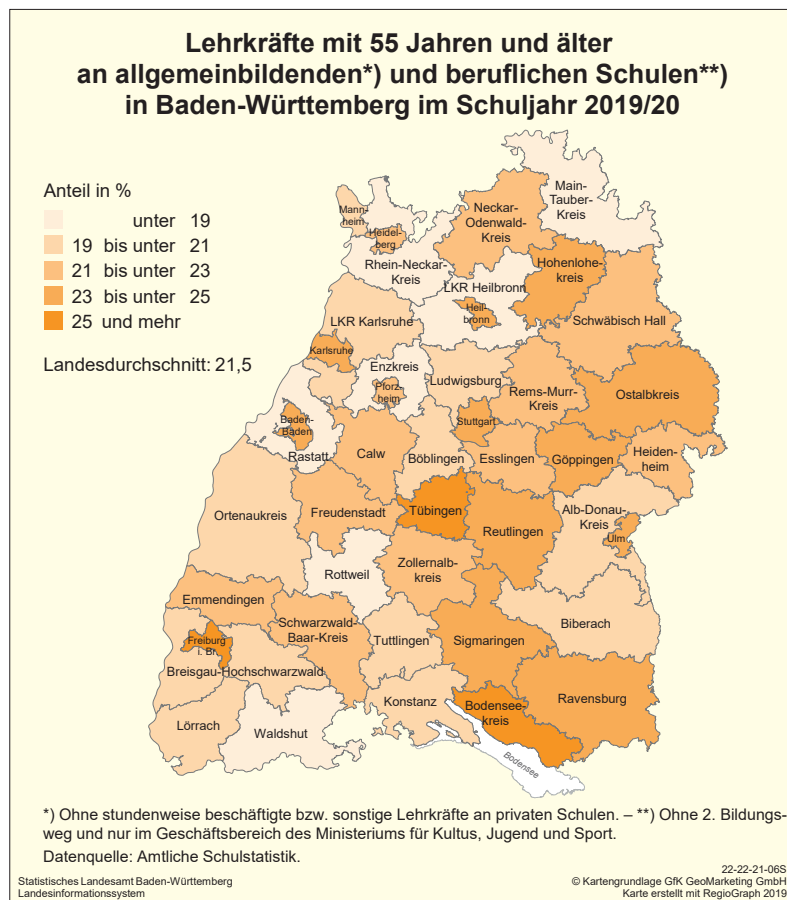 Lehrkräfte mit 55 Jahren und älter
an allgemeinbildenden*) und beruflichen Schulen**)
in Baden-Württemberg im Schuljahr 2019/20
Anteil in %
unter 19
19 bis unter 21
21 bis unter 23
23 bis unter 25
25 und mehr
Landesdurchschnitt: 21,5
Main-
Tauber-
Kreis
Mann-
heim
Neckar-
Odenwald-
Kreis
Heidel-
berg
Rhein-Neckar-
Kreis
Hohenlohe-
kreis
LKR Heilbronn
Heil-
bronn
LKR Karlsruhe
Schwäbisch Hall
Karlsruhe
Enzkreis
Pforz-
heim
Ludwigsburg
Rems-Murr-
Kreis
Ostalbkreis
Baden-
Baden
Rastatt
Stuttgart
Calw
Böblingen
Esslingen
Göppingen
Heiden-
heim
Ortenaukreis
Freudenstadt
Tübingen
Reutlingen
Alb-Donau-
Kreis
Ulm
Rottweil
Zollernalb-
kreis
Emmendingen
Schwarzwald-
Baar-Kreis
Tuttlingen
Sigmaringen
Biberach
Freiburg
i. Br.
Breisgau-Hochschwarzwald
Konstanz
Bodensee-
kreis
Ravensburg
Lörrach
Waldshut
Bodensee
*) Ohne stundenweise beschäftigte bzw. sonstige Lehrkräfte an privaten Schulen. – **) Ohne 2. Bildungs-
weg und nur im Geschäftsbereich des Ministeriums für Kultus, Jugend und Sport.
Datenquelle: Amtliche Schulstatistik.
22-22-21-06S
Statistisches Landesamt Baden-Württemberg
Landesinformationssystem
© Kartengrundlage GfK GeoMarketing GmbH
Karte erstellt mit RegioGraph 2019